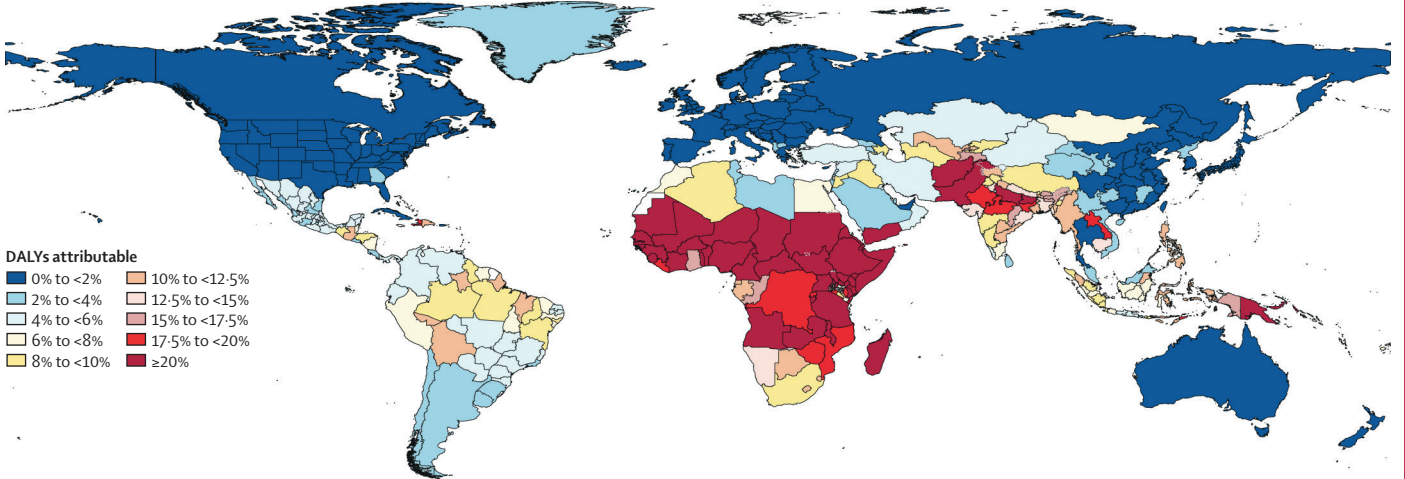 DALYs attributable
0% to <2%
2% to <4%
4% to <6%
6% to <8%
8% to <10%
10% to <12·5%
12·5% to <15%
15% to <17·5%
17·5% to <20%
≥20%